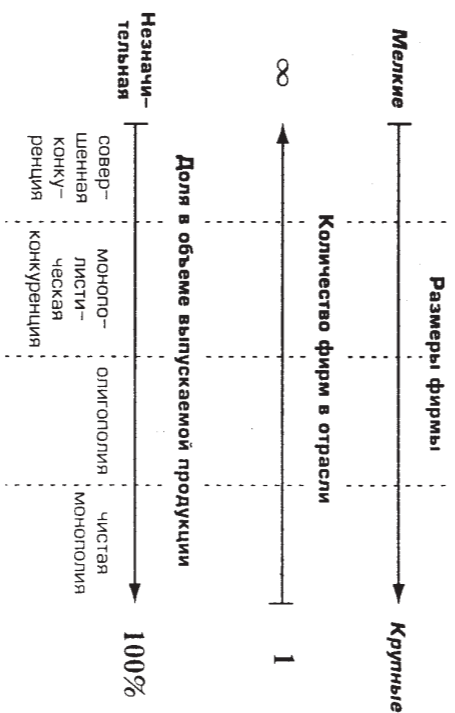 Размеры фирмы
Мелкие
Крупные
Количество фирм в отрасли
∞
1
Доля в объеме выпускаемой продукции
Незначи-
тельная
100%
совер-
шенная
конку-
ренция
монопо-
листи-
ческая
конкуренция
олигополия
чистая
монополия